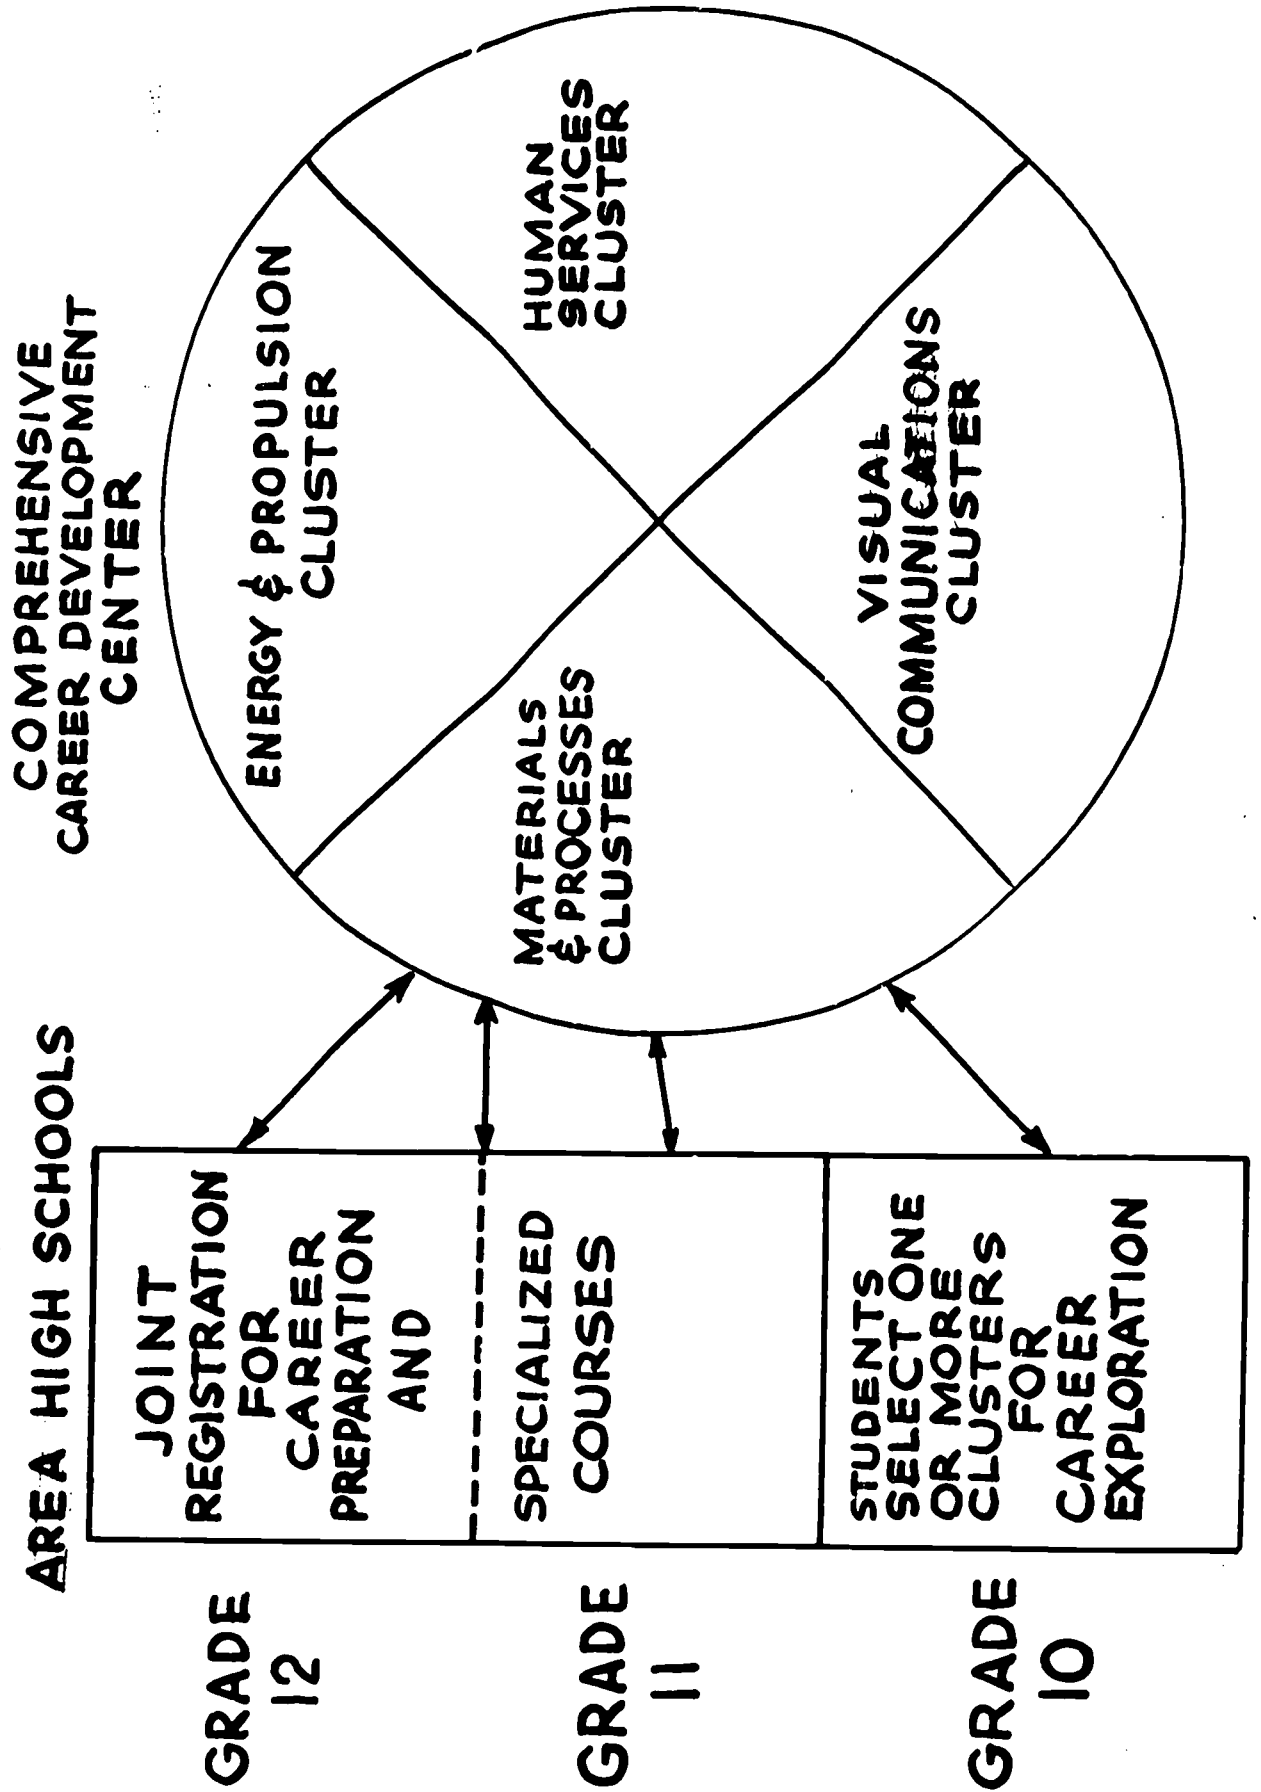 AREA HIGH SCHOOLS
GRADE
12
JOINT
REGISTRATION
FOR
CAREER
PREPARATION
AND
GRADE
11
SPECIALIZED
COURSES
GRADE
10
STUDENTS
SELECT ONE
OR MORE
CLUSTERS
FOR
CAREER
EXPLORATION
COMPREHENSIVE
CAREER DEVELOPMENT
CENTER
ENERGY & PROPULSION
CLUSTER
MATERIALS
& PROCESSES
CLUSTER
HUMAN
SERVICES
CLUSTER
VISUAL
COMMUNICATIONS
CLUSTER